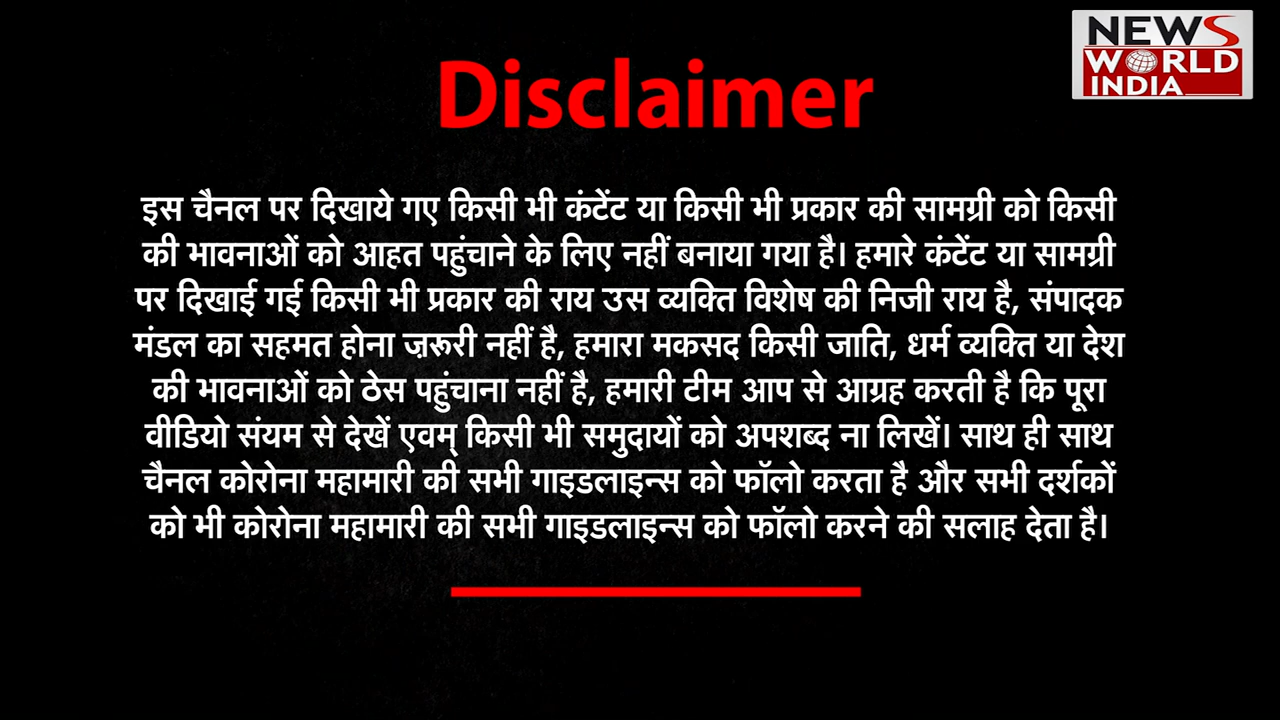 NEWS
WORLD
INDIA
Disclaimer
इस चैनल पर दिखाये गए किसी भी कंटेंट या किसी भी प्रकार की सामग्री को किसी
की भावनाओं को आहत पहुंचाने के लिए नहीं बनाया गया है। हमारे कंटेंट या सामग्री
पर दिखाई गई किसी भी प्रकार की राय उस व्यक्ति विशेष की निजी राय है, संपादक
मंडल का सहमत होना ज़रूरी नहीं है, हमारा मकसद किसी जाति, धर्म व्यक्ति या देश
की भावनाओं को ठेस पहुंचाना नहीं है, हमारी टीम आप से आग्रह करती है कि पूरा
वीडियो संयम से देखें एवम् किसी भी समुदायों को अपशब्द ना लिखें। साथ ही साथ
चैनल कोरोना महामारी की सभी गाइडलाइन्स को फॉलो करता है और सभी दर्शकों
को भी कोरोना महामारी की सभी गाइडलाइन्स को फॉलो करने की सलाह देता है।